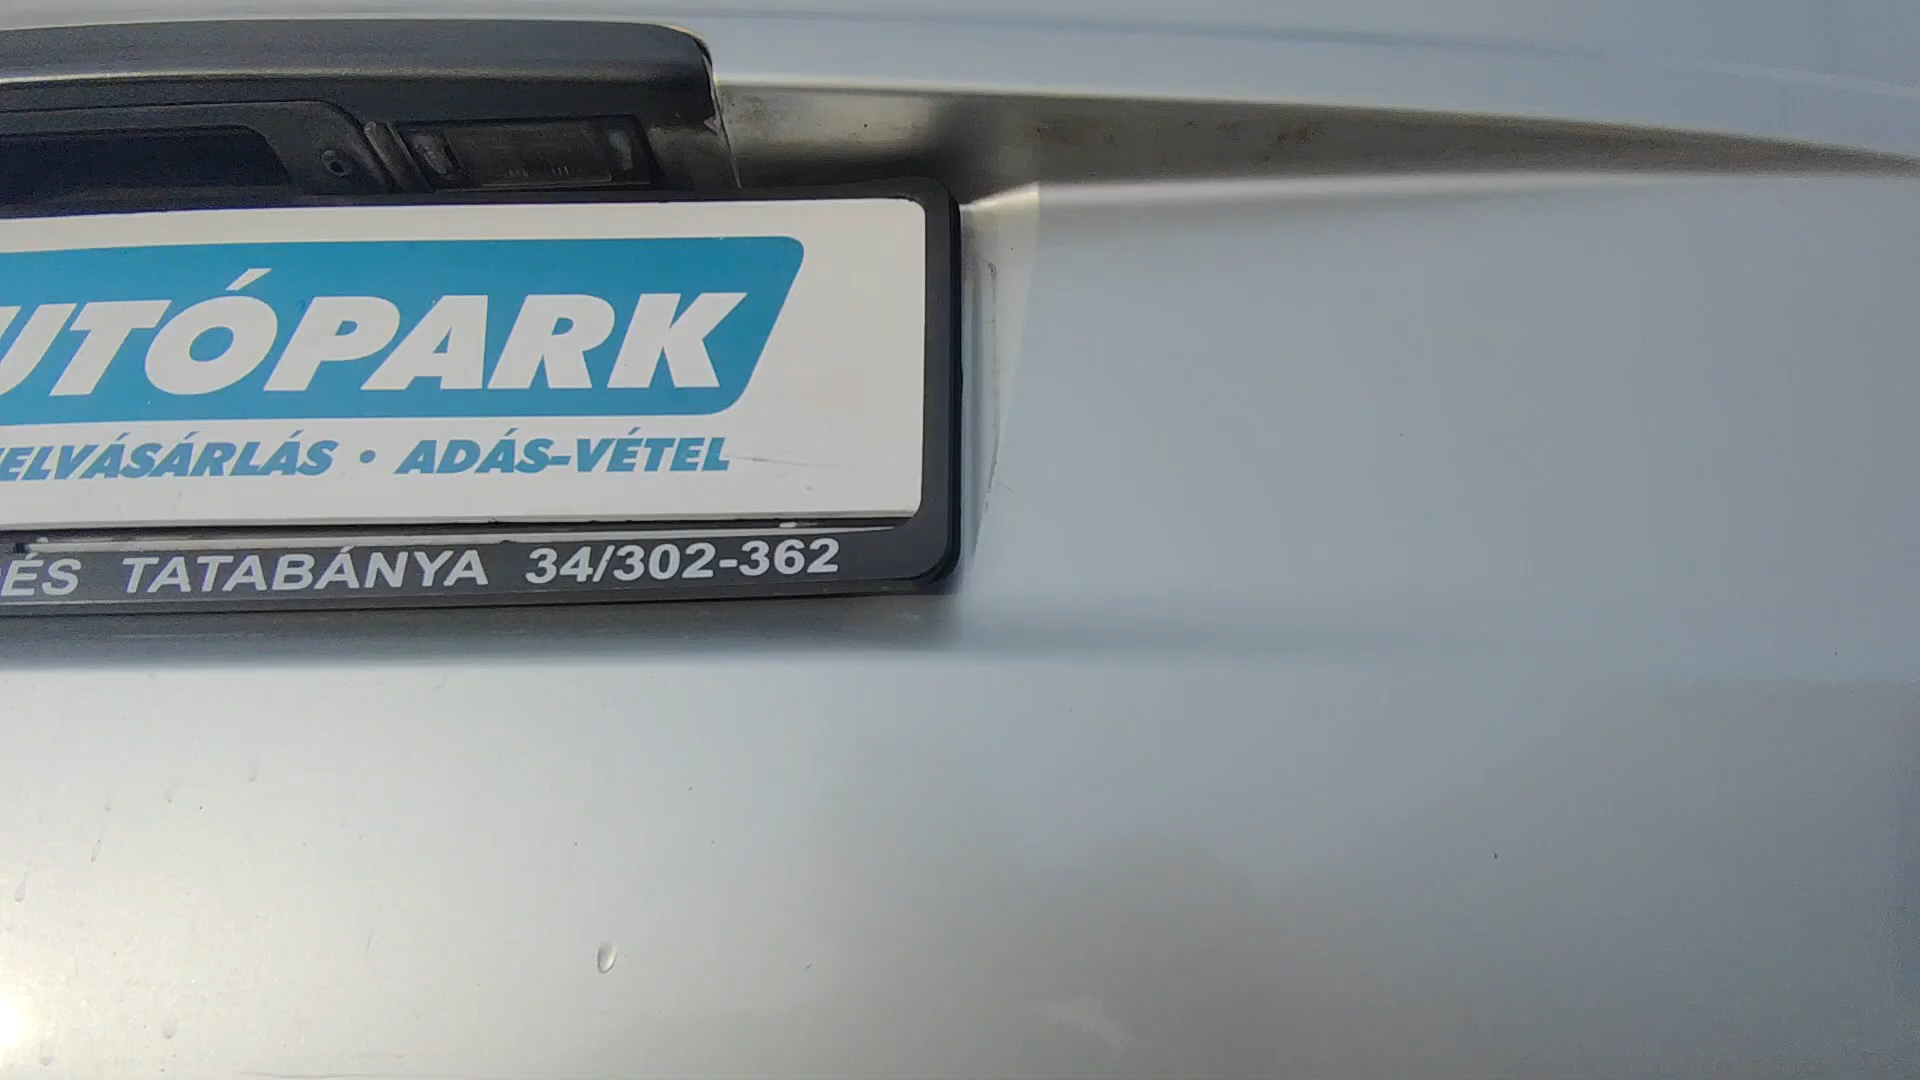 UTÓPARK
ELVÁSÁRLÁS • ADÁS-VÉTEL
ÉS TATABÁNYA 34/302-362